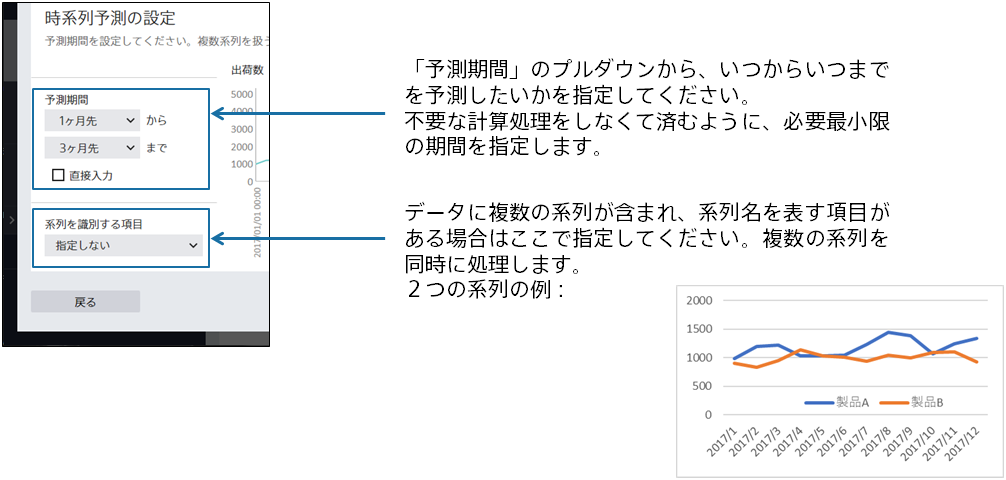 時系列予測の設定
予測期間を設定してください。複数系列を扱う
出荷数
予測期間
1ヶ月先 から
3ヶ月先 まで
直接入力
5000
4000
3000
2000
1000
0
2017/01/01 00:00
系列を識別する項目
指定しない
戻る
「予測期間」のプルダウンから、いつからいつまで
を予測したいかを指定してください。
不要な計算処理をしなくて済むように、必要最小限
の期間を指定します。
データに複数の系列が含まれ、系列名を表す項目が
ある場合はここで指定してください。複数の系列を
同時に処理します。
２つの系列の例：
2000
1500
1000
500
0
製品A 製品B
2017/1 2017/2 2017/3 2017/4 2017/5 2017/6 2017/7 2017/8 2017/9 2017/10 2017/11 2017/12